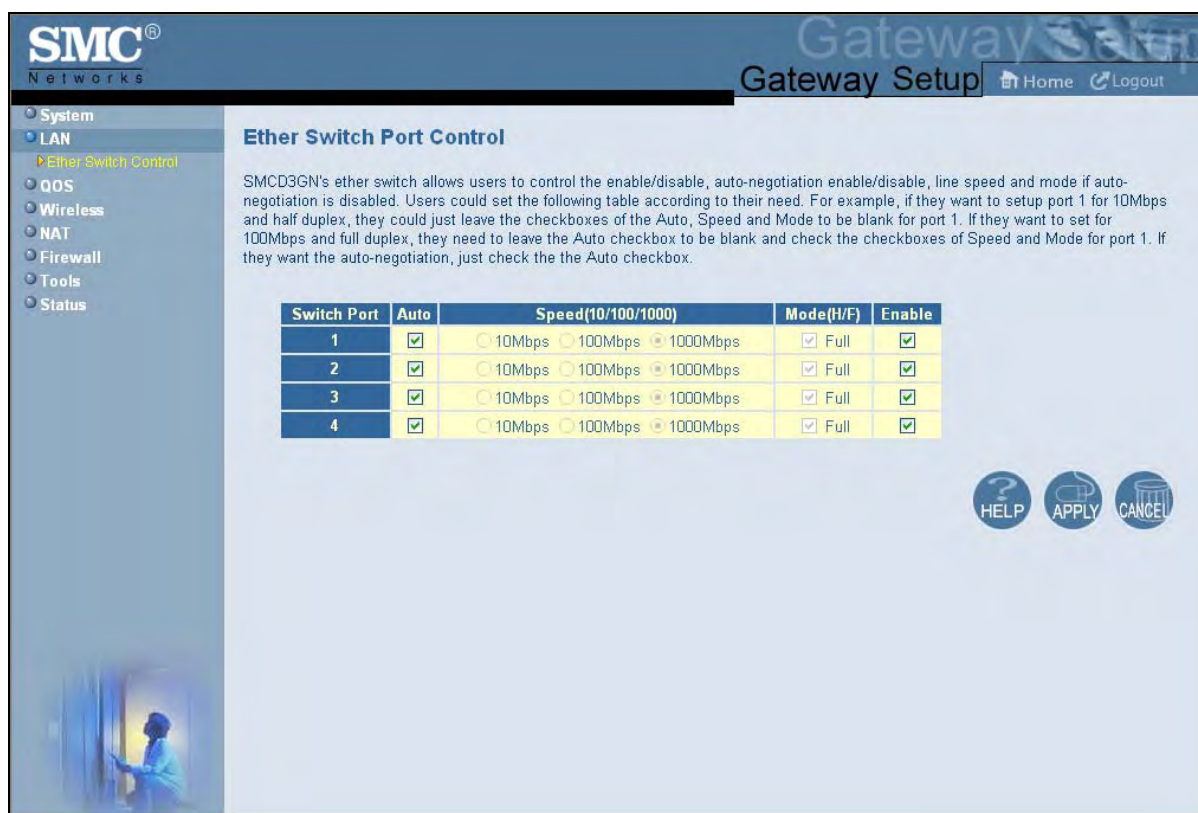 SMC®
Networks
Gateway Setup
Gateway Setup
Home
Logout
System
LAN
Ether Switch Control
QOS
Wireless
NAT
Firewall
Tools
Status
Ether Switch Port Control
SMCD3GN's ether switch allows users to control the enable/disable, auto-negotiation enable/disable, line speed and mode if auto-
negotiation is disabled. Users could set the following table according to their need. For example, if they want to setup port 1 for 10Mbps
and half duplex, they could just leave the checkboxes of the Auto, Speed and Mode to be blank for port 1. If they want to set for
100Mbps and full duplex, they need to leave the Auto checkbox to be blank and check the checkboxes of Speed and Mode for port 1. If
they want the auto-negotiation, just check the the Auto checkbox.
Switch Port Auto Speed(10/100/1000) Mode(H/F) Enable
1 10Mbps 100Mbps 1000Mbps Full
2 10Mbps 100Mbps 1000Mbps Full
3 10Mbps 100Mbps 1000Mbps Full
4 10Mbps 100Mbps 1000Mbps Full
HELP APPLY CANCEL